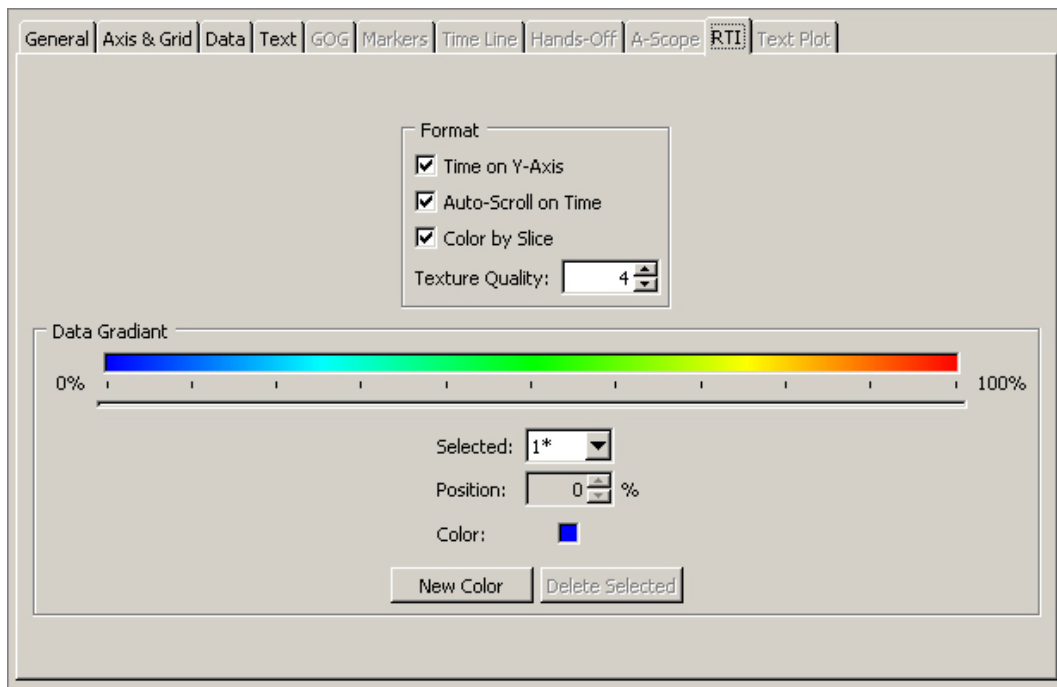 General Axis & Grid Data Text GOG Markers Time Line Hands-Off A-Scope RTI Text Plot
Format
Time on Y-Axis
Auto-Scroll on Time
Color by Slice
Texture Quality: 4
Data Gradiant
0% 100%
Selected: 1*
Position: 0 %
Color:
New Color Delete Selected